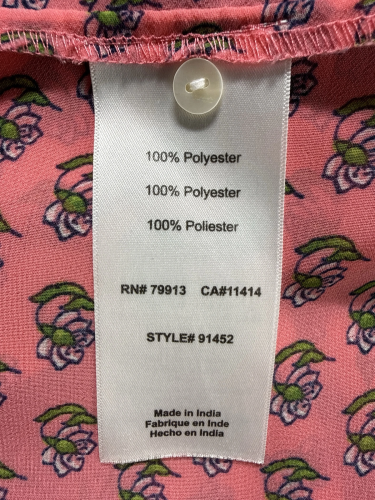 100% Polyester
100% Polyester
100% Poliester
RN# 79913 CA#11414
STYLE# 91452
Made in India
Fabrique en Inde
Hecho en India